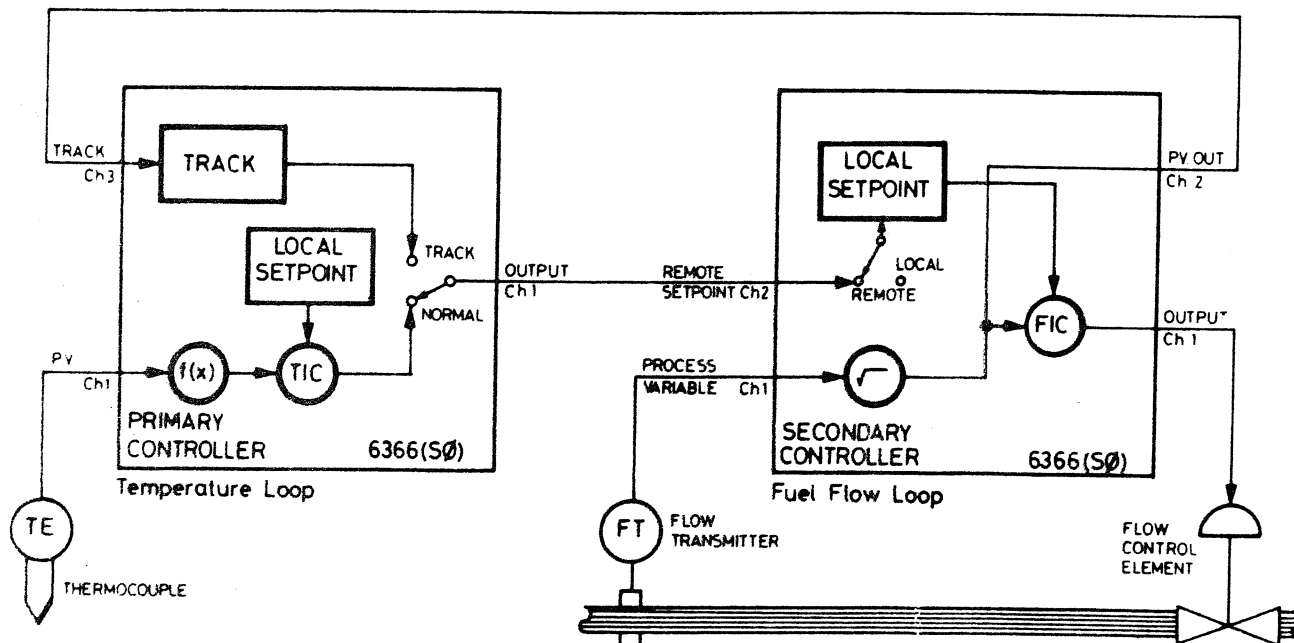 TRACK
Ch3
TRACK
LOCAL
SETPOINT
TRACK
NORMAL
OUTPUT
Ch1
PV
Ch1
f(x)
TIC
PRIMARY
CONTROLLER
6366(SØ)
Temperature Loop
TE
THERMOCOUPLE
REMOTE
SETPOINT Ch2
LOCAL
SETPOINT
LOCAL
REMOTE
PV OUT
Ch 2
FIC
OUTPUT
Ch 1
PROCESS
VARIABLE Ch1
√
SECONDARY
CONTROLLER
6366(SØ)
Fuel Flow Loop
FT
FLOW
TRANSMITTER
FLOW
CONTROL
ELEMENT